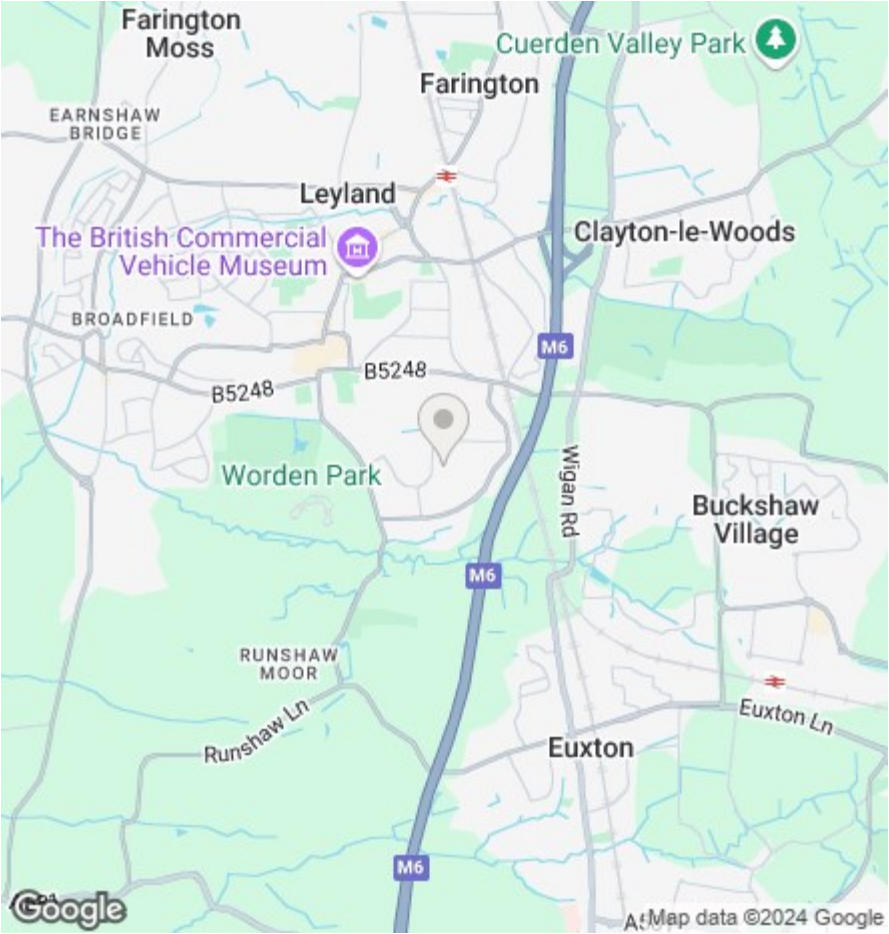 Farington
Moss
Cuerden Valley Park
Farington
EARNSHAW
BRIDGE
Leyland
The British Commercial
Vehicle Museum
Clayton-le-Woods
BROADFIELD
M6
B5248
B5248
Worden Park
Wigan Rd
Buckshaw
Village
M6
RUNSHAW
MOOR
Runshaw Ln
Euxton Ln
Euxton
M6
Google
Map data ©2024 Google